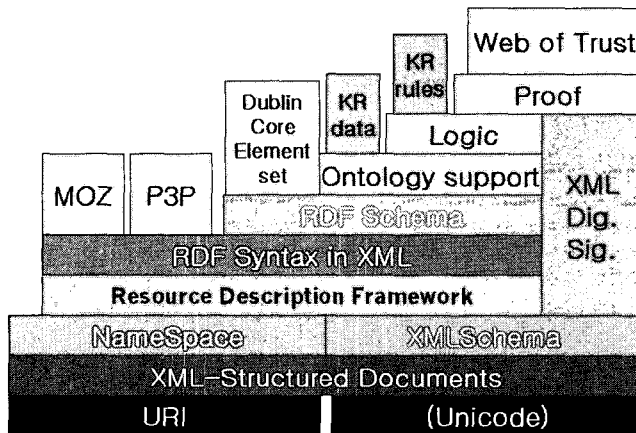 Web of Trust
KR
rules
Proof
Dublin
Core
Element
set
KR
data
Logic
MOZ
P3P
Ontology support
XML
Dig.
Sig.
RDF Schema
RDF Syntax in XML
Resource Description Framework
NameSpace
XMLSchema
XML-Structured Documents
URI
(Unicode)